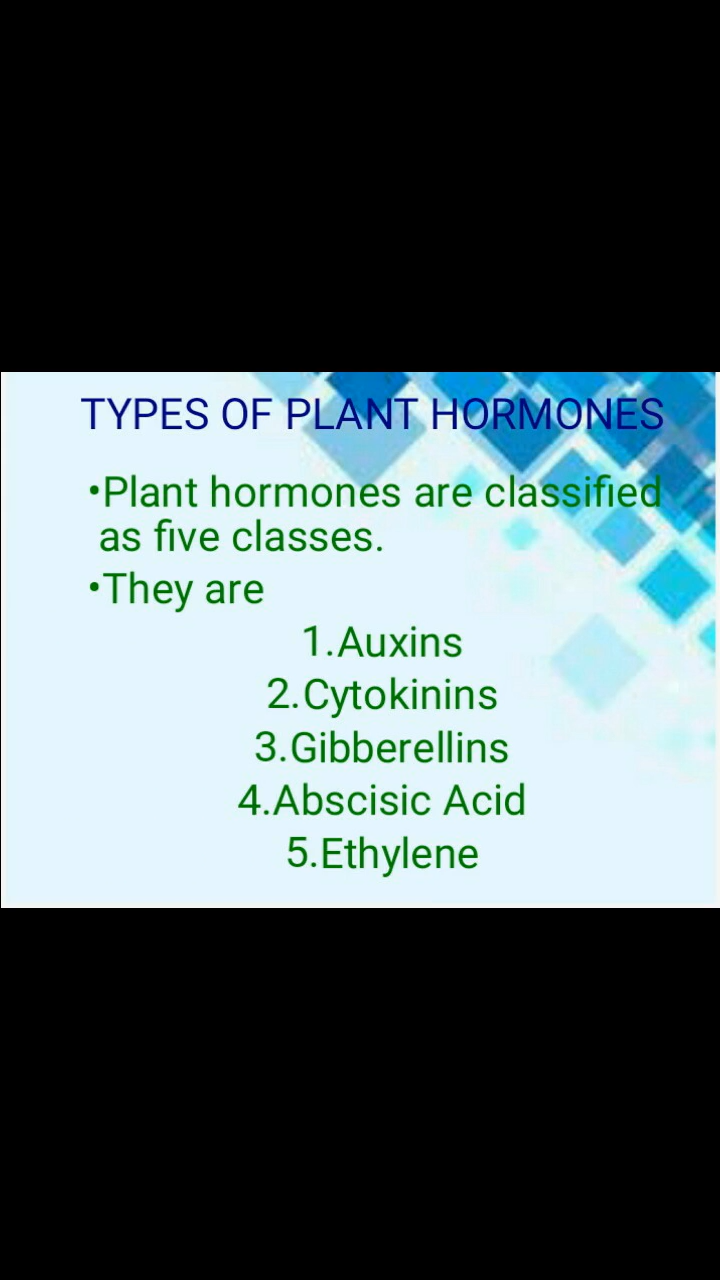 TYPES OF PLANT HORMONES
•Plant hormones are classified
as five classes.
•They are
1.Auxins
2.Cytokinins
3.Gibberellins
4.Abscisic Acid
5.Ethylene